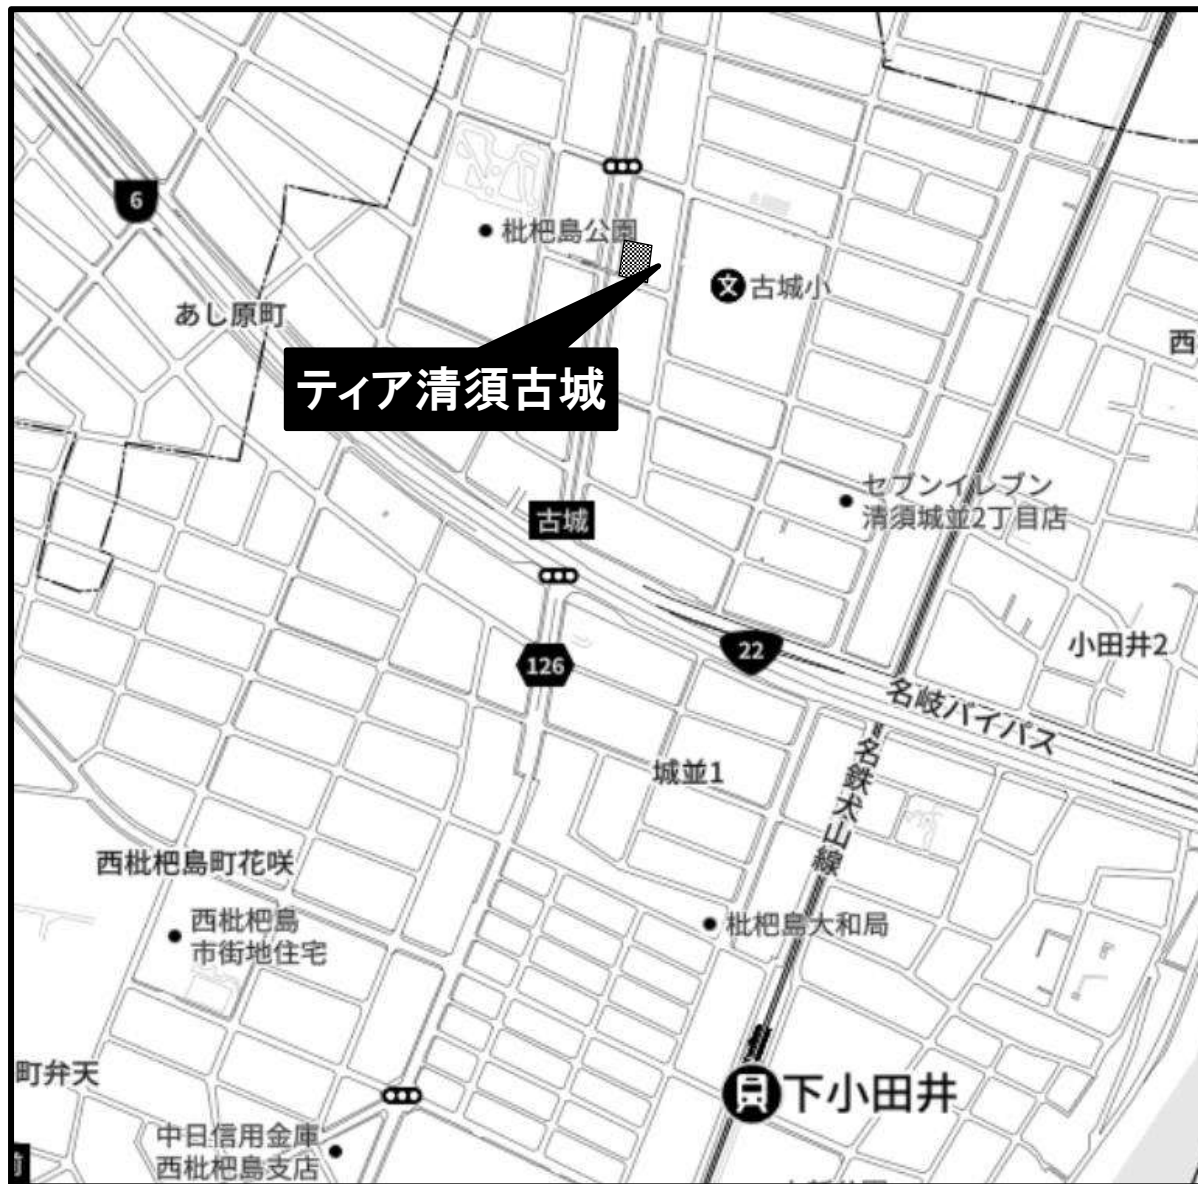 6
枇杷島公園
文 古城小
あし原町
西
ティア清須古城
セブンイレブン
清須城並2丁目店
古城
小田井2
126
22
名岐バイパス
城並1
名鉄犬山線
西枇杷島町花咲
西枇杷島
市街地住宅
枇杷島大和局
町弁天
下小田井
中日信用金庫
西枇杷島支店